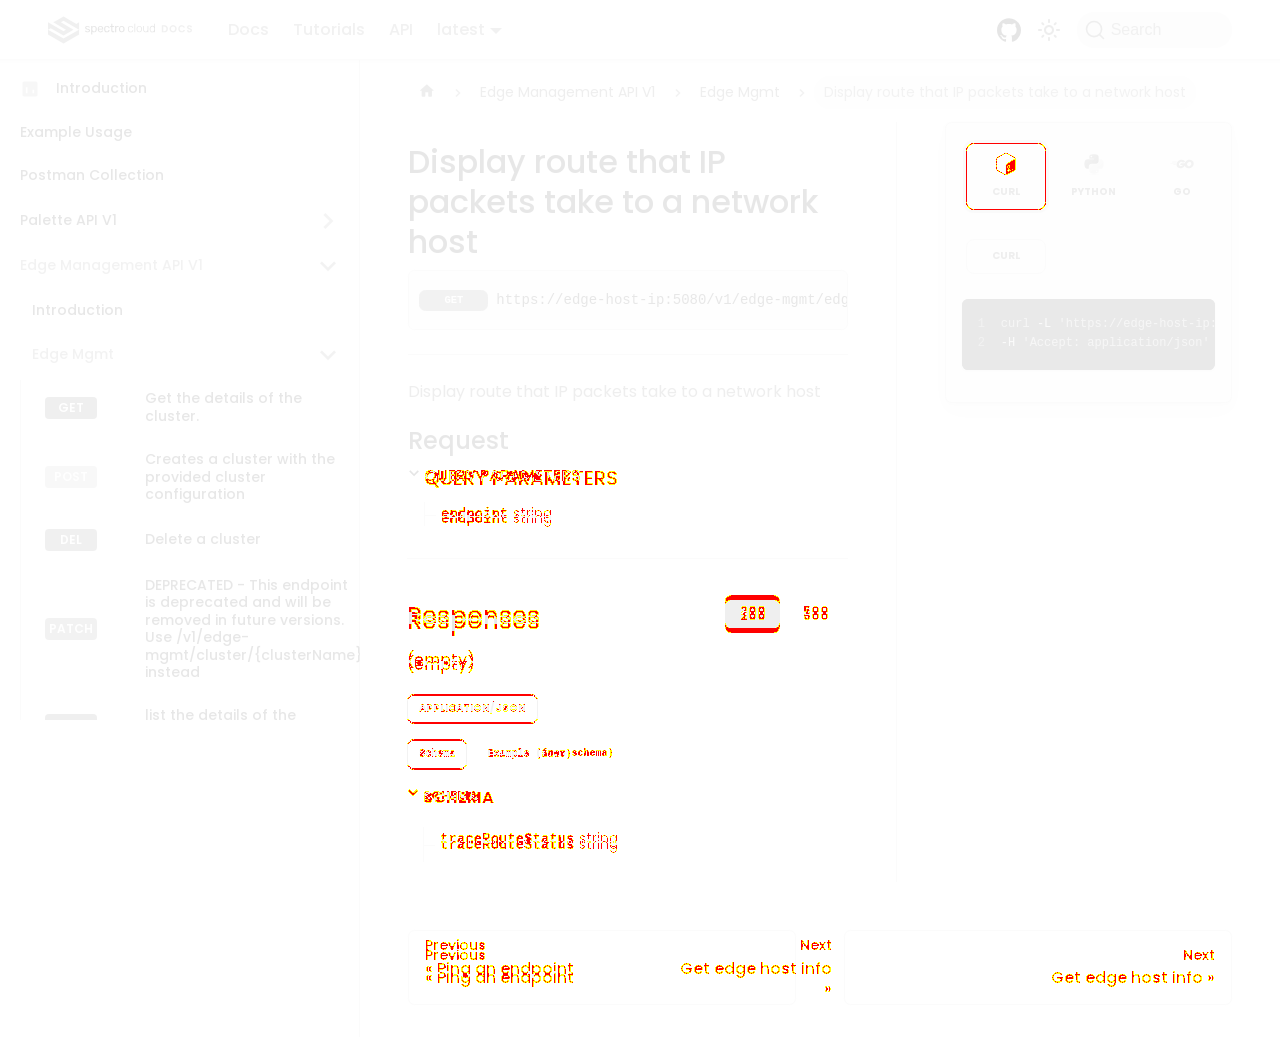 spectro cloud DOCS
Docs Tutorials API latest
Search
Introduction
Example Usage
Postman Collection
Palette API V1
Edge Management API V1
Introduction
Edge Mgmt
GET Get the details of the
cluster.
POST Creates a cluster with the
provided cluster
configuration
DEL Delete a cluster
DEPRECATED - This endpoint
is deprecated and will be
removed in future versions.
PATCH Use /v1/edge-
mgmt/cluster/{clusterName}
instead
list the details of the
Edge Management API V1 Edge Mgmt Display route that IP packets take to a network host
Display route that IP
packets take to a network
host
GET https://edge-host-ip:5080/v1/edge-mgmt/edg
Display route that IP packets take to a network host
Request
QUERY PARAMETERS
endpoint string
Responses
200 500
(empty)
application/json
Schema Example (from schema)
SCHEMA
traceRouteStatus string
Previous
Previous
« Ping an endpoint
« Ping an endpoint
Next
Get edge host info
»
Next
Get edge host info »
CURL PYTHON GO
CURL
1 curl -L 'https://edge-host-ip:
2 -H 'Accept: application/json'